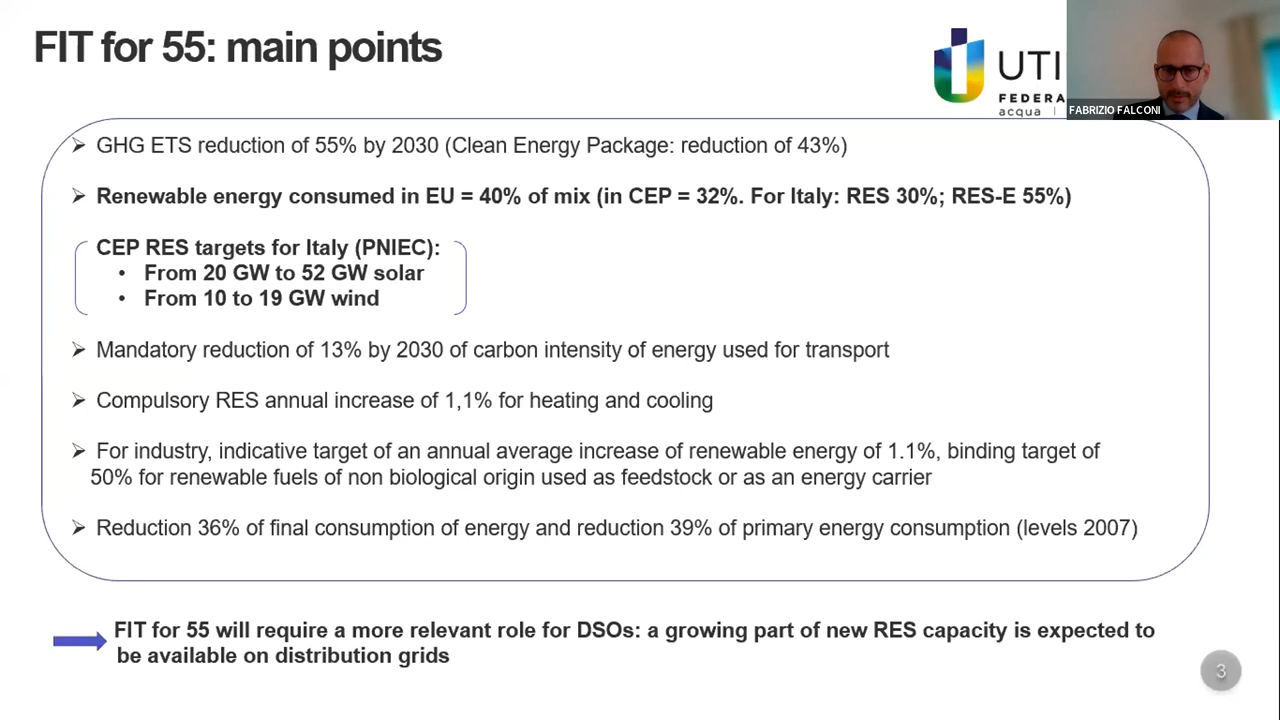 FIT for 55: main points
UTI
FEDERA
acqua |
FABRIZIO FALCONI
➢ GHG ETS reduction of 55% by 2030 (Clean Energy Package: reduction of 43%)
➢ Renewable energy consumed in EU = 40% of mix (in CEP = 32%. For Italy: RES 30%; RES-E 55%)
CEP RES targets for Italy (PNIEC):
• From 20 GW to 52 GW solar
• From 10 to 19 GW wind
➢ Mandatory reduction of 13% by 2030 of carbon intensity of energy used for transport
➢ Compulsory RES annual increase of 1,1% for heating and cooling
➢ For industry, indicative target of an annual average increase of renewable energy of 1.1%, binding target of
50% for renewable fuels of non biological origin used as feedstock or as an energy carrier
➢ Reduction 36% of final consumption of energy and reduction 39% of primary energy consumption (levels 2007)
FIT for 55 will require a more relevant role for DSOs: a growing part of new RES capacity is expected to
be available on distribution grids
3